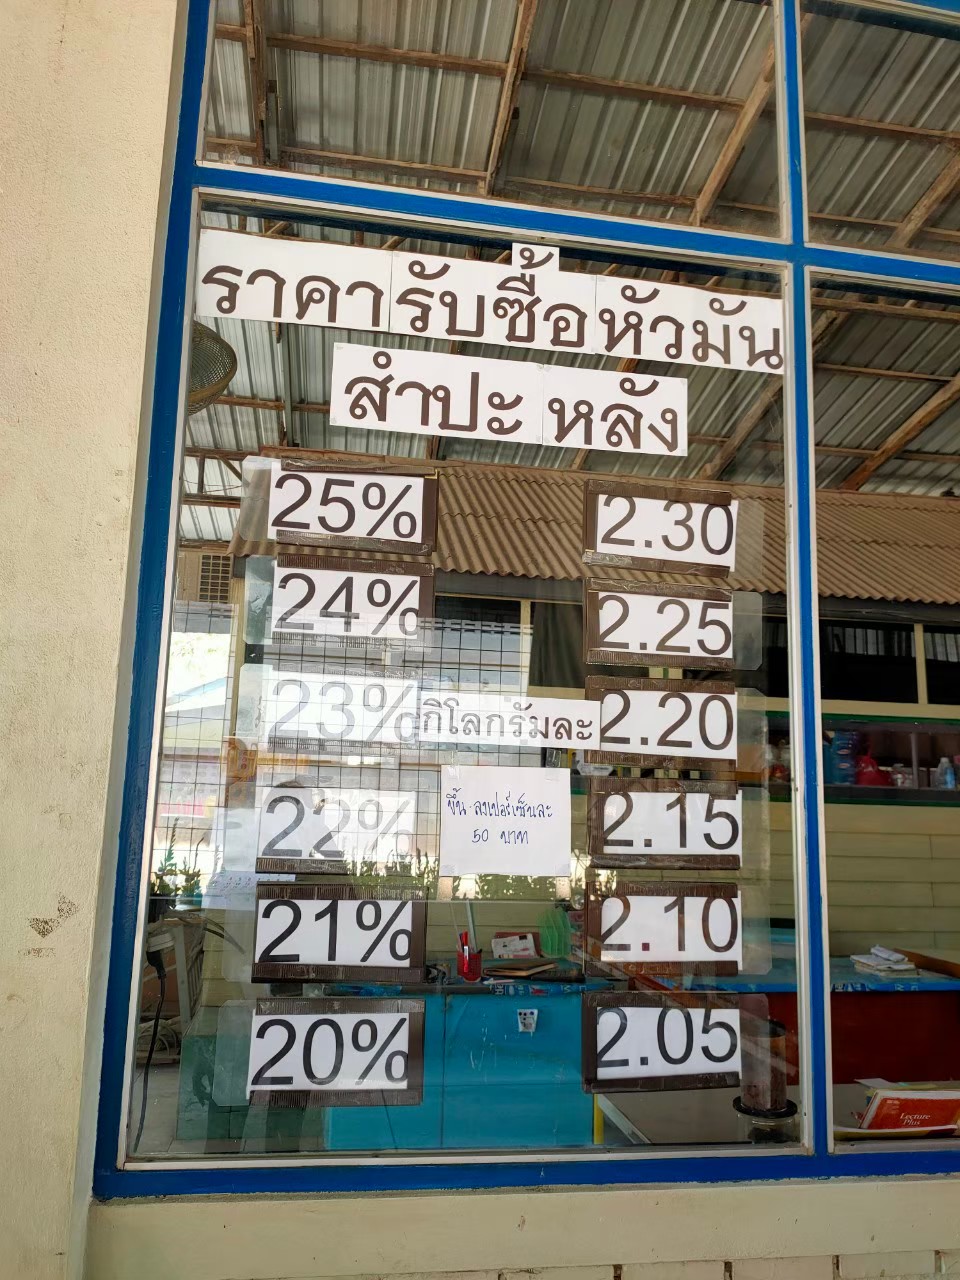 ราคารับซื้อหัวมัน
สำปะหลัง
25% 2.30
24% 2.25
23% กิโลกรัมละ 2.20
22% 2.15
ขึ้น-ลงเปอร์เซ็นละ
50 บาท
21% 2.10
20% 2.05
Lecture
Plus